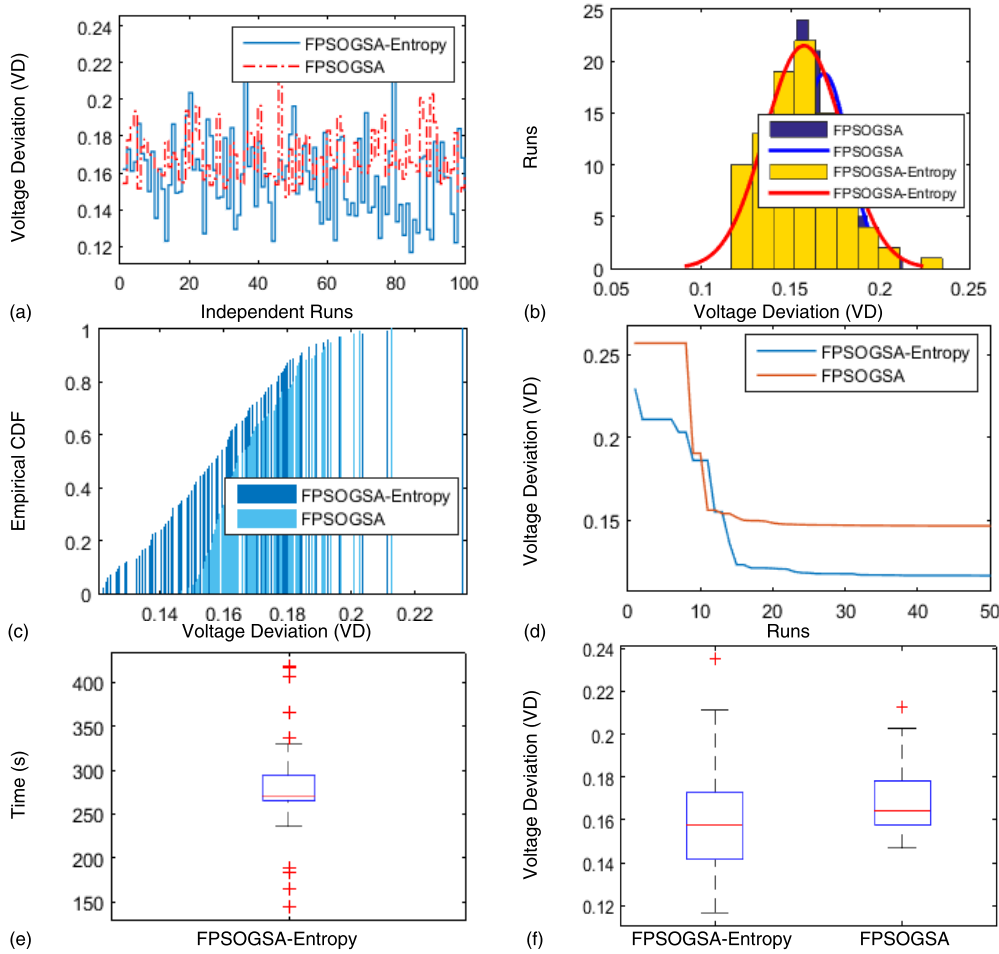 0.24
0.22
0.2
0.18
0.16
0.14
0.12
Voltage Deviation (VD)
FPSOGSA-Entropy
FPSOGSA
0 20 40 60 80 100
(a) Independent Runs
25
20
15
10
5
0
Runs
FPSOGSA
FPSOGSA
FPSOGSA-Entropy
FPSOGSA-Entropy
0.05 0.1 0.15 0.2 0.25
(b) Voltage Deviation (VD)
1
0.8
0.6
0.4
0.2
0
Empirical CDF
FPSOGSA-Entropy
FPSOGSA
0.14 0.16 0.18 0.2 0.22
(c) Voltage Deviation (VD)
0.25
0.2
0.15
Voltage Deviation (VD)
FPSOGSA-Entropy
FPSOGSA
0 10 20 30 40 50
(d) Runs
400
350
300
250
200
150
Time (s)
(e) FPSOGSA-Entropy
0.24
0.22
0.2
0.18
0.16
0.14
0.12
Voltage Deviation (VD)
(f) FPSOGSA-Entropy FPSOGSA